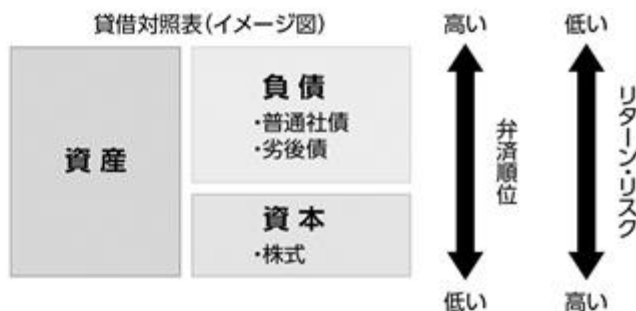 貸借対照表(イメージ図)
資産
負債
・普通社債
・劣後債
資本
・株式
高い
弁済順位
低い
低い
リターン・リスク
高い